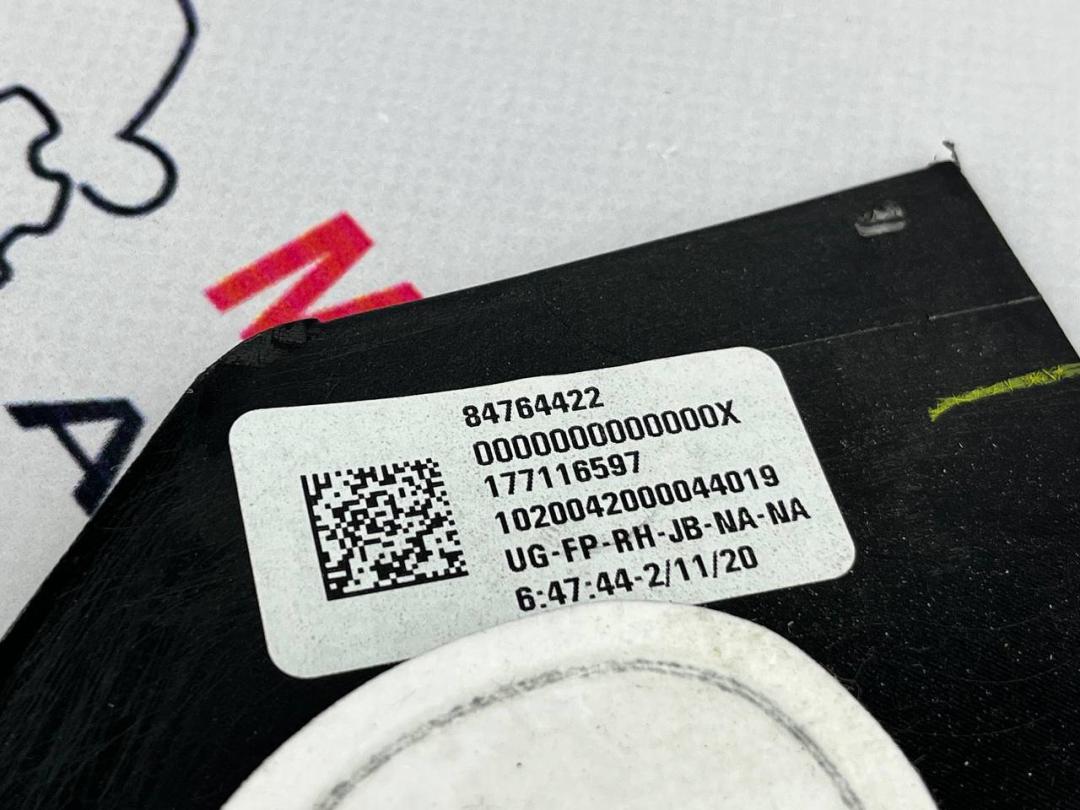 M
A
84764422
0000000000000X
177116597
1020042000044019
UG-FP-RH-JB-NA-NA
6:47:44-2/11/20